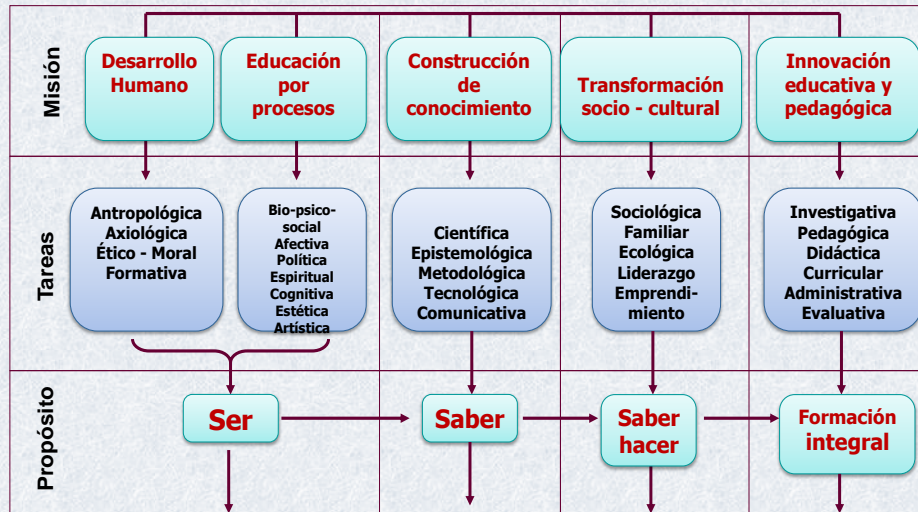 Misión
Desarrollo
Humano
Educación
por
procesos
Construcción
de
conocimiento
Transformación
socio - cultural
Innovación
educativa y
pedagógica
Tareas
Antropológica
Axiológica
Ético - Moral
Formativa
Bio-psico-
social
Afectiva
Política
Espiritual
Cognitiva
Estética
Artística
Científica
Epistemológica
Metodológica
Tecnológica
Comunicativa
Sociológica
Familiar
Ecológica
Liderazgo
Emprendi-
miento
Investigativa
Pedagógica
Didáctica
Curricular
Administrativa
Evaluativa
Propósito
Ser
Saber
Saber
hacer
Formación
integral